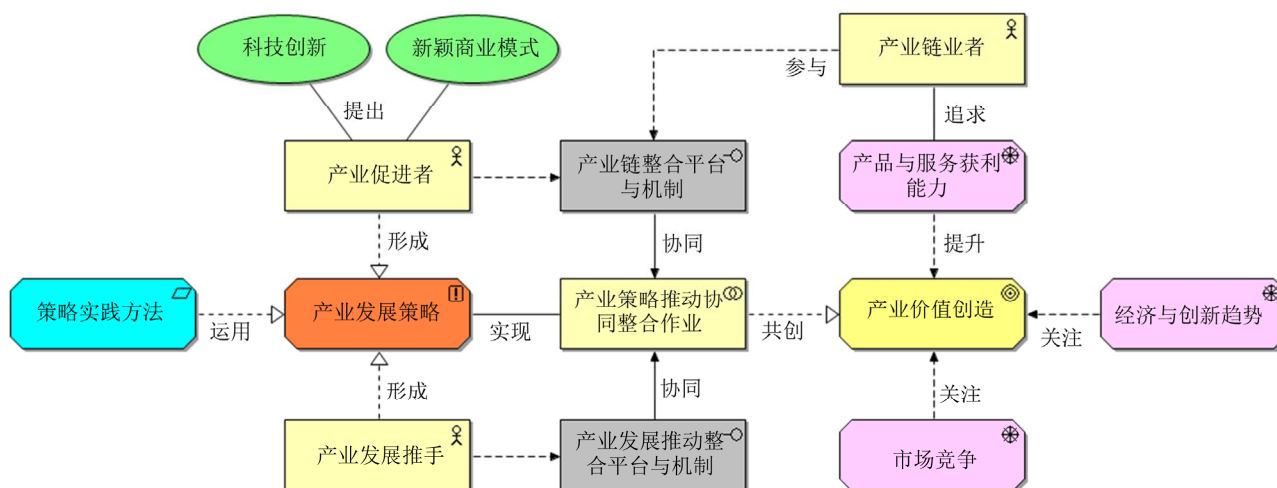 科技创新
新颖商业模式
产业链业者
参与
提出
追求
产业促进者
产业链整合平台
与机制
产品与服务获利
能力
形成
协同
提升
策略实践方法
运用
产业发展策略
实现
产业策略推动协
同整合作业
共创
产业价值创造
关注
经济与创新趋势
形成
协同
关注
产业发展推手
产业发展推动整
合平台与机制
市场竞争